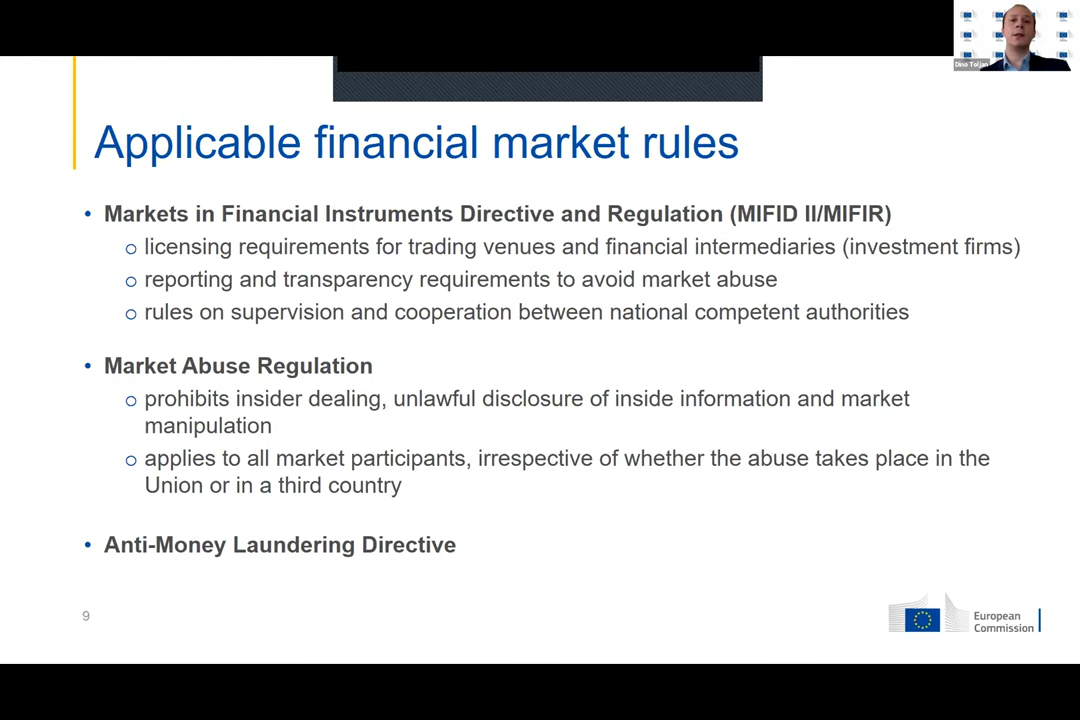 Dino Toljan
Applicable financial market rules
• Markets in Financial Instruments Directive and Regulation (MIFID II/MIFIR)
o licensing requirements for trading venues and financial intermediaries (investment firms)
o reporting and transparency requirements to avoid market abuse
o rules on supervision and cooperation between national competent authorities
• Market Abuse Regulation
o prohibits insider dealing, unlawful disclosure of inside information and market
manipulation
o applies to all market participants, irrespective of whether the abuse takes place in the
Union or in a third country
• Anti-Money Laundering Directive
9
European
Commission